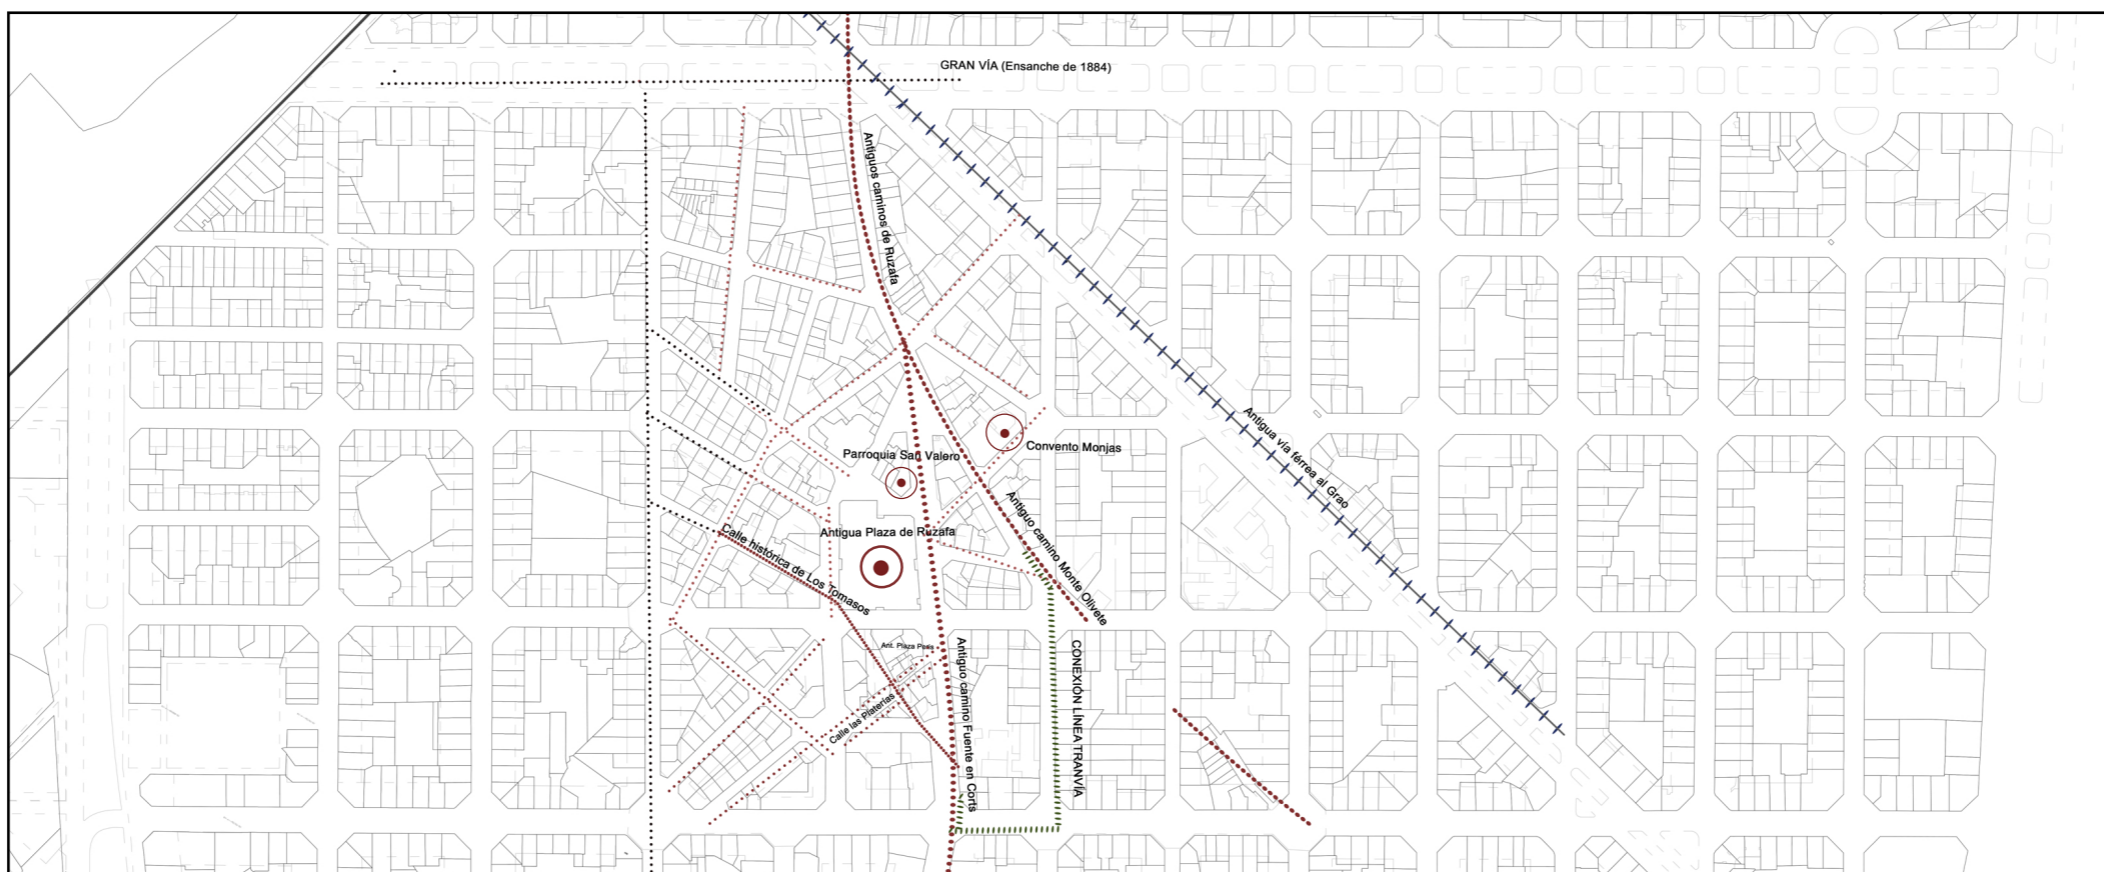 GRAN VÍA (Ensanche de 1884)
Antiguos caminos de Ruzafa
Antigua vía férrea al Grao
Convento Monjas
Parroquia San Valero
Antiguo camino Monte Olivete
Antigua Plaza de Ruzafa
Calle histórica de Los Tomasos
Ant. Plaza Pais
Antiguo camino Fuente en Corts
CONEXIÓN LÍNEA TRANVÍA
Calle las Platerías